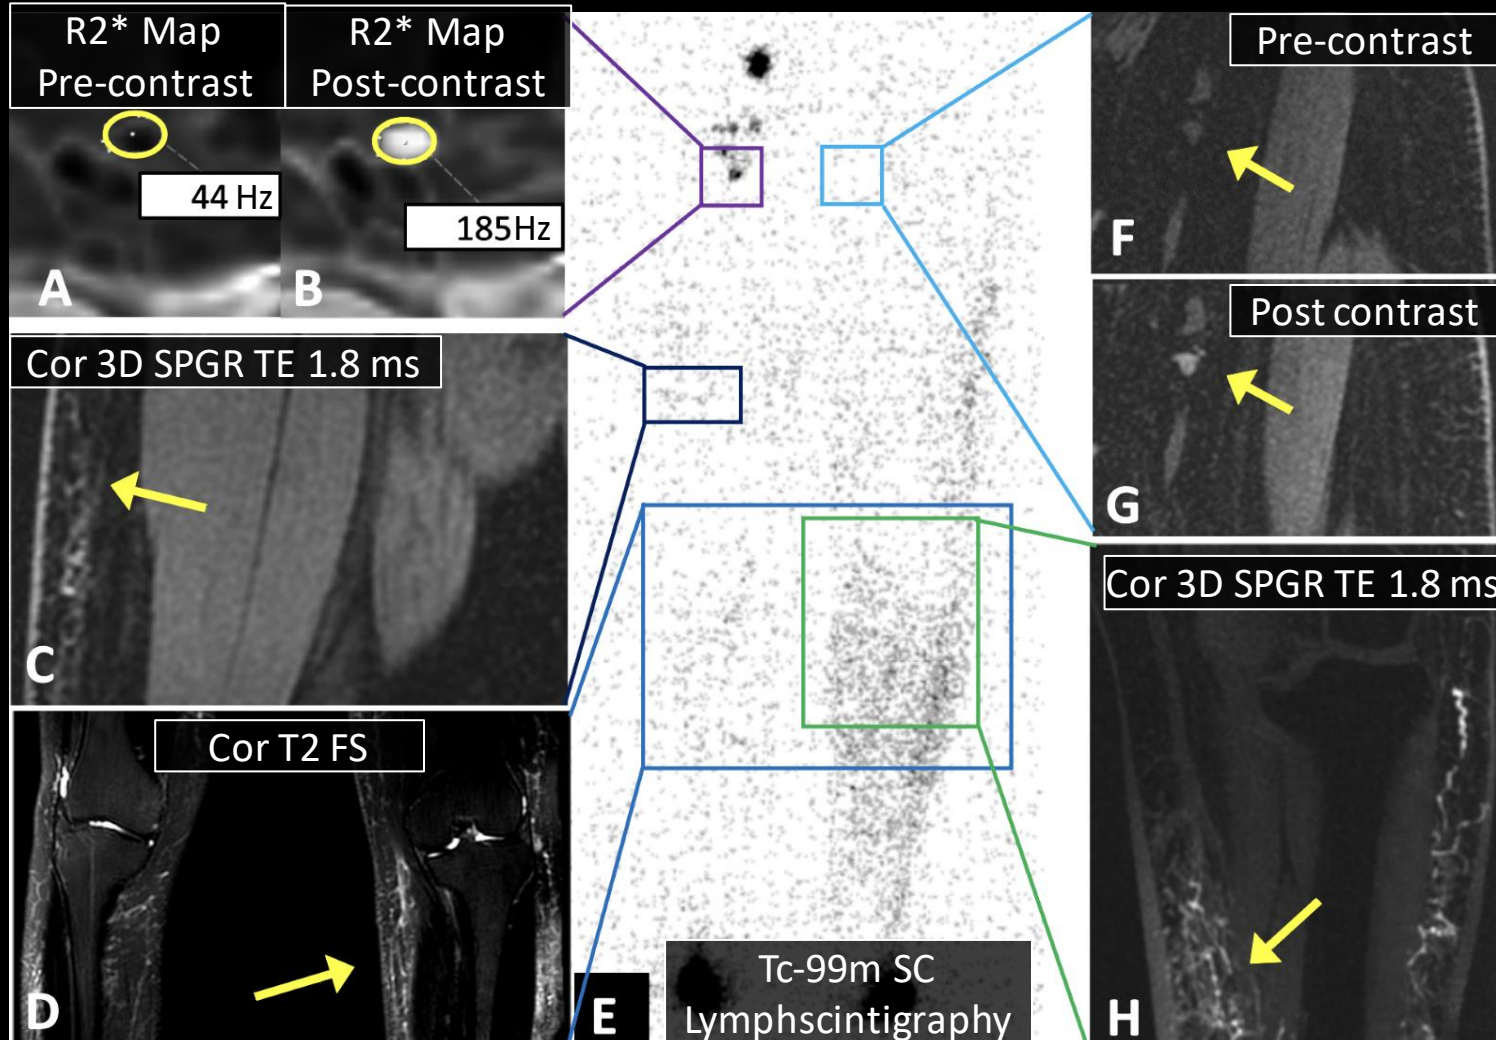 R2* Map
Pre-contrast
R2* Map
Post-contrast
44 Hz
185Hz
A
B
Cor 3D SPGR TE 1.8 ms
C
Cor T2 FS
D
E
Tc-99m SC
Lymphscintigraphy
Pre-contrast
F
Post contrast
G
Cor 3D SPGR TE 1.8 ms
H